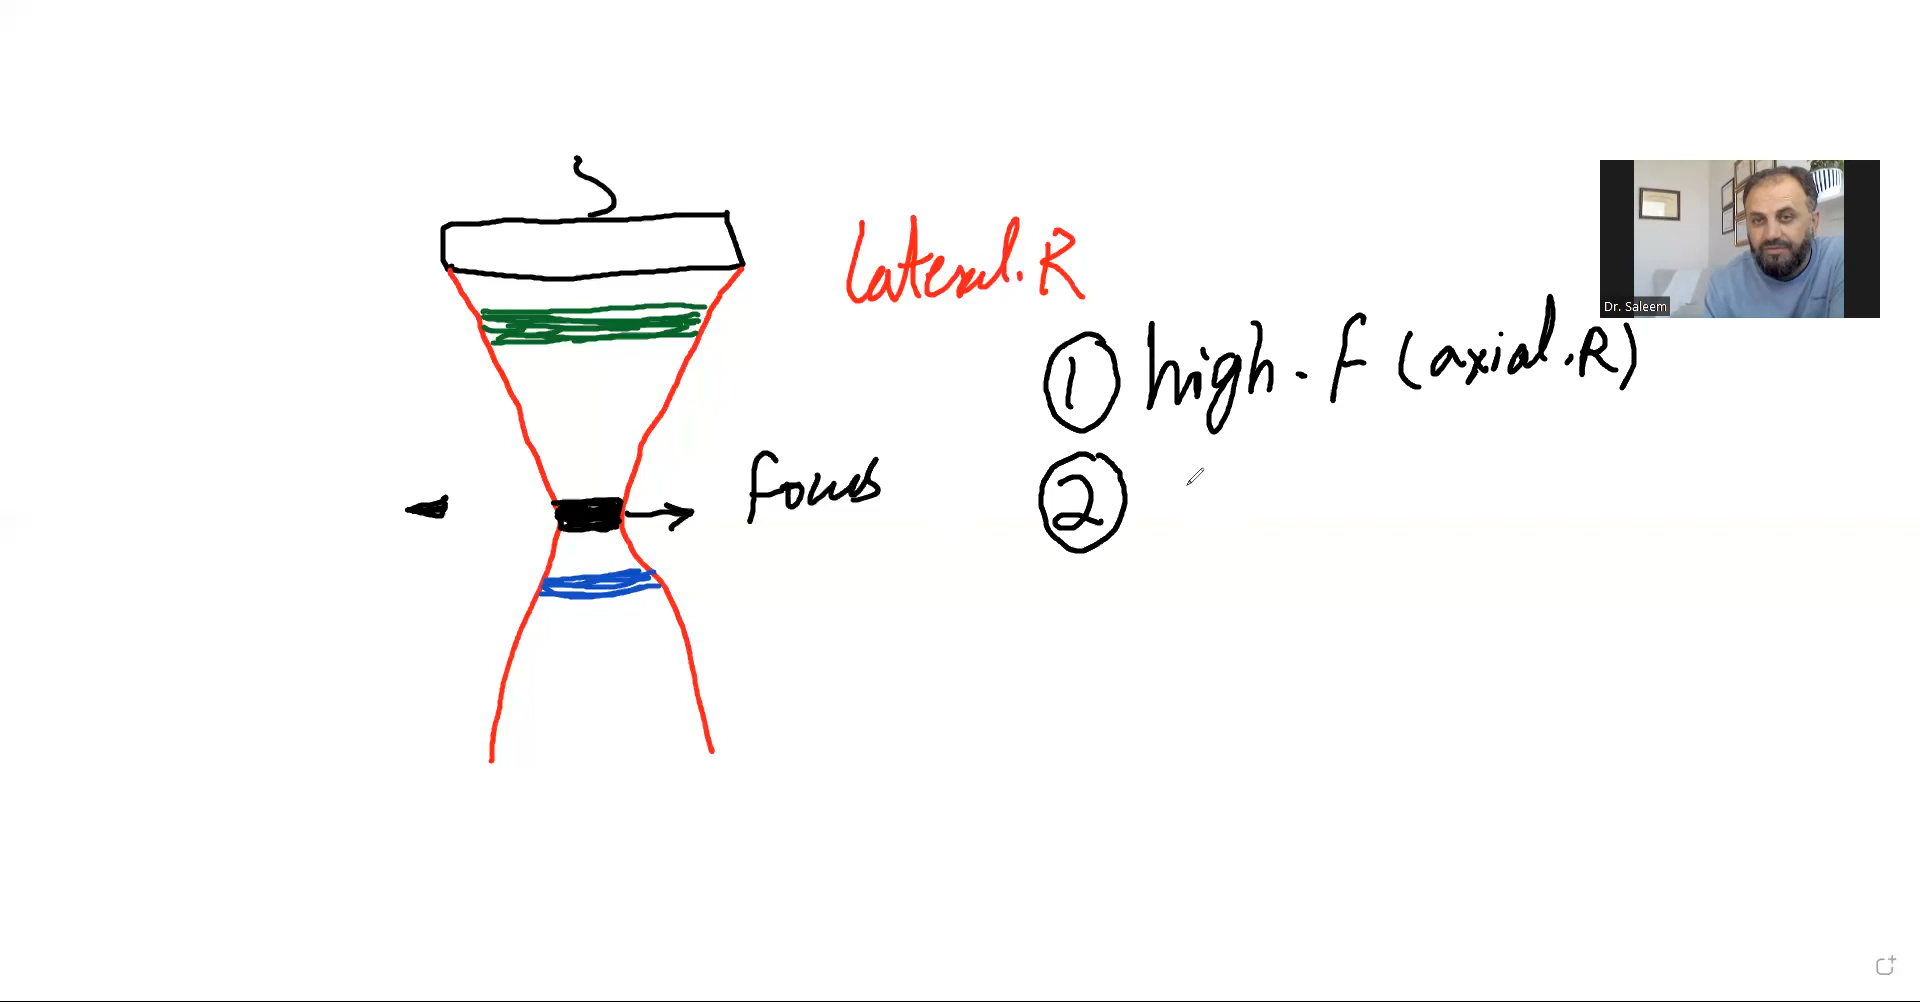 Lateral.R
Dr. Saleem
① high-f (axial.R)
Focus
②